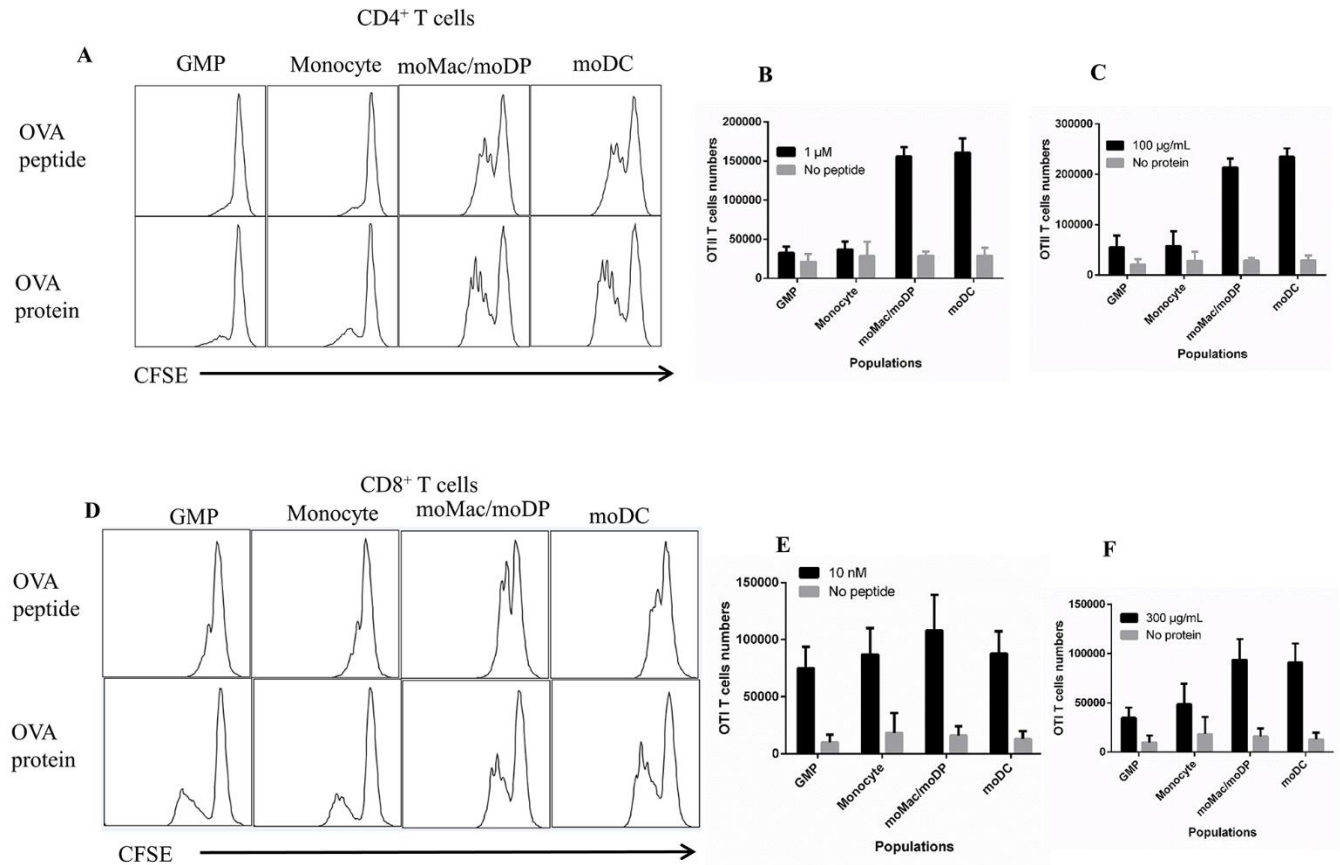 CD4⁺ T cells
A
GMP
Monocyte
moMac/moDP
moDC
OVA
peptide
OVA
protein
CFSE
B
200000
150000
100000
50000
0
OTII T cells numbers
1 µM
No peptide
GMP
Monocyte
moMac/moDP
moDC
Populations
C
300000
200000
100000
0
OTII T cells numbers
100 µg/mL
No protein
GMP
Monocyte
moMac/moDP
moDC
Populations
CD8⁺ T cells
D
GMP
Monocyte
moMac/moDP
moDC
OVA
peptide
OVA
protein
CFSE
E
150000
100000
50000
0
OTI T cells numbers
10 nM
No peptide
GMP
Monocyte
moMac/moDP
moDC
Populations
F
150000
100000
50000
0
OTI T cells numbers
300 µg/mL
No protein
GMP
Monocyte
moMac/moDP
moDC
Populations